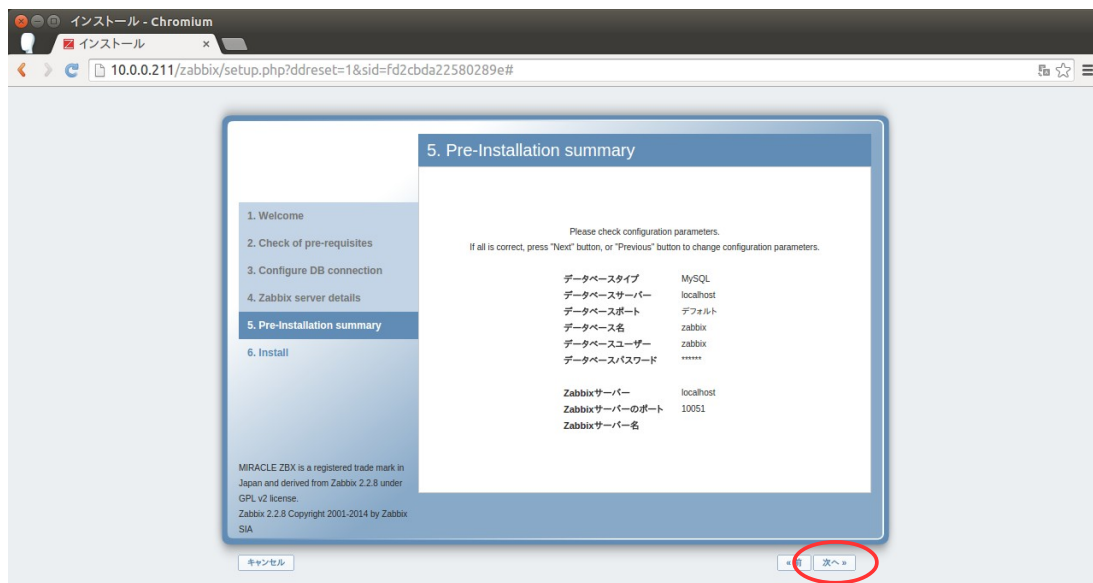 インストール - Chromium
インストール ×
10.0.0.211/zabbix/setup.php?ddreset=1&sid=fd2cbda22580289e#
5. Pre-Installation summary
1. Welcome
2. Check of pre-requisites
3. Configure DB connection
4. Zabbix server details
5. Pre-Installation summary
6. Install
Please check configuration parameters.
If all is correct, press "Next" button, or "Previous" button to change configuration parameters.
データベースタイプ MySQL
データベースサーバー localhost
データベースポート デフォルト
データベース名 zabbix
データベースユーザー zabbix
データベースパスワード ******
Zabbixサーバー localhost
Zabbixサーバーのポート 10051
Zabbixサーバー名
MIRACLE ZBX is a registered trade mark in
Japan and derived from Zabbix 2.2.8 under
GPL v2 license.
Zabbix 2.2.8 Copyright 2001-2014 by Zabbix
SIA
キャンセル « 前 次へ »